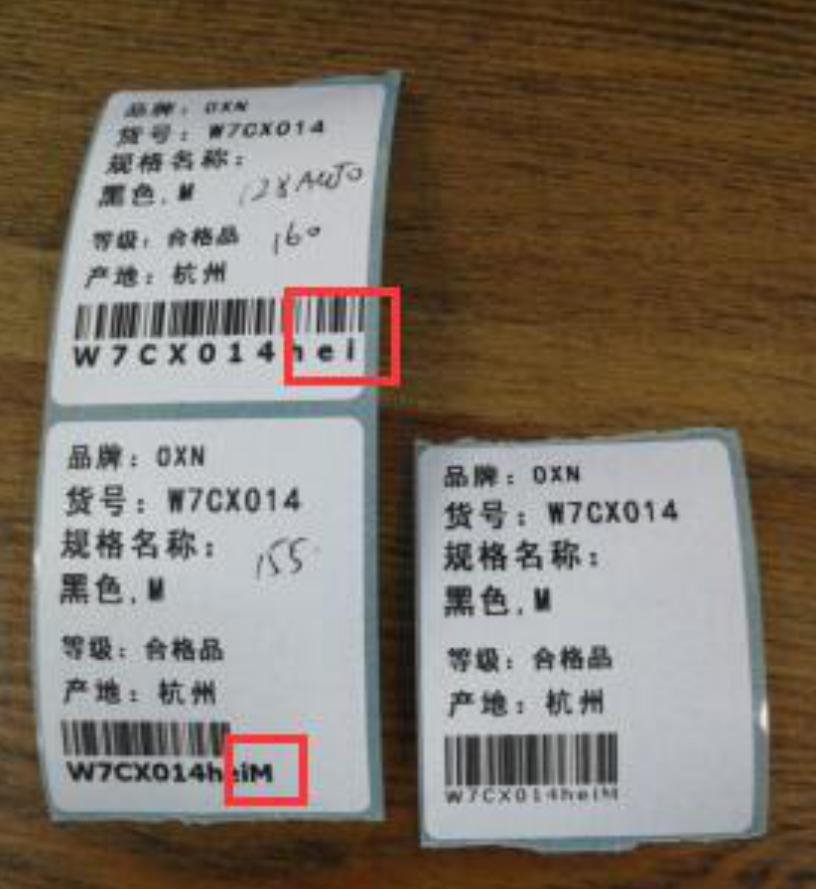 品牌：OXN
货号：W7CX014
规格名称：
黑色,M 128AUTO
等级：合格品 160
产地：杭州
W7CX014hei
品牌：OXN
货号：W7CX014
规格名称：
黑色,M 155
等级：合格品
产地：杭州
W7CX014heiM
品牌：OXN
货号：W7CX014
规格名称：
黑色,M
等级：合格品
产地：杭州
W7CX014heiM